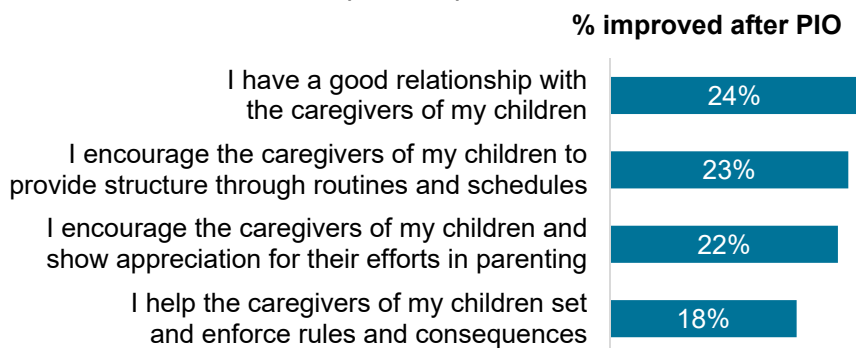 % improved after PIO
I have a good relationship with
the caregivers of my children
24%
I encourage the caregivers of my children to
provide structure through routines and schedules
23%
I encourage the caregivers of my children and
show appreciation for their efforts in parenting
22%
I help the caregivers of my children set
and enforce rules and consequences
18%